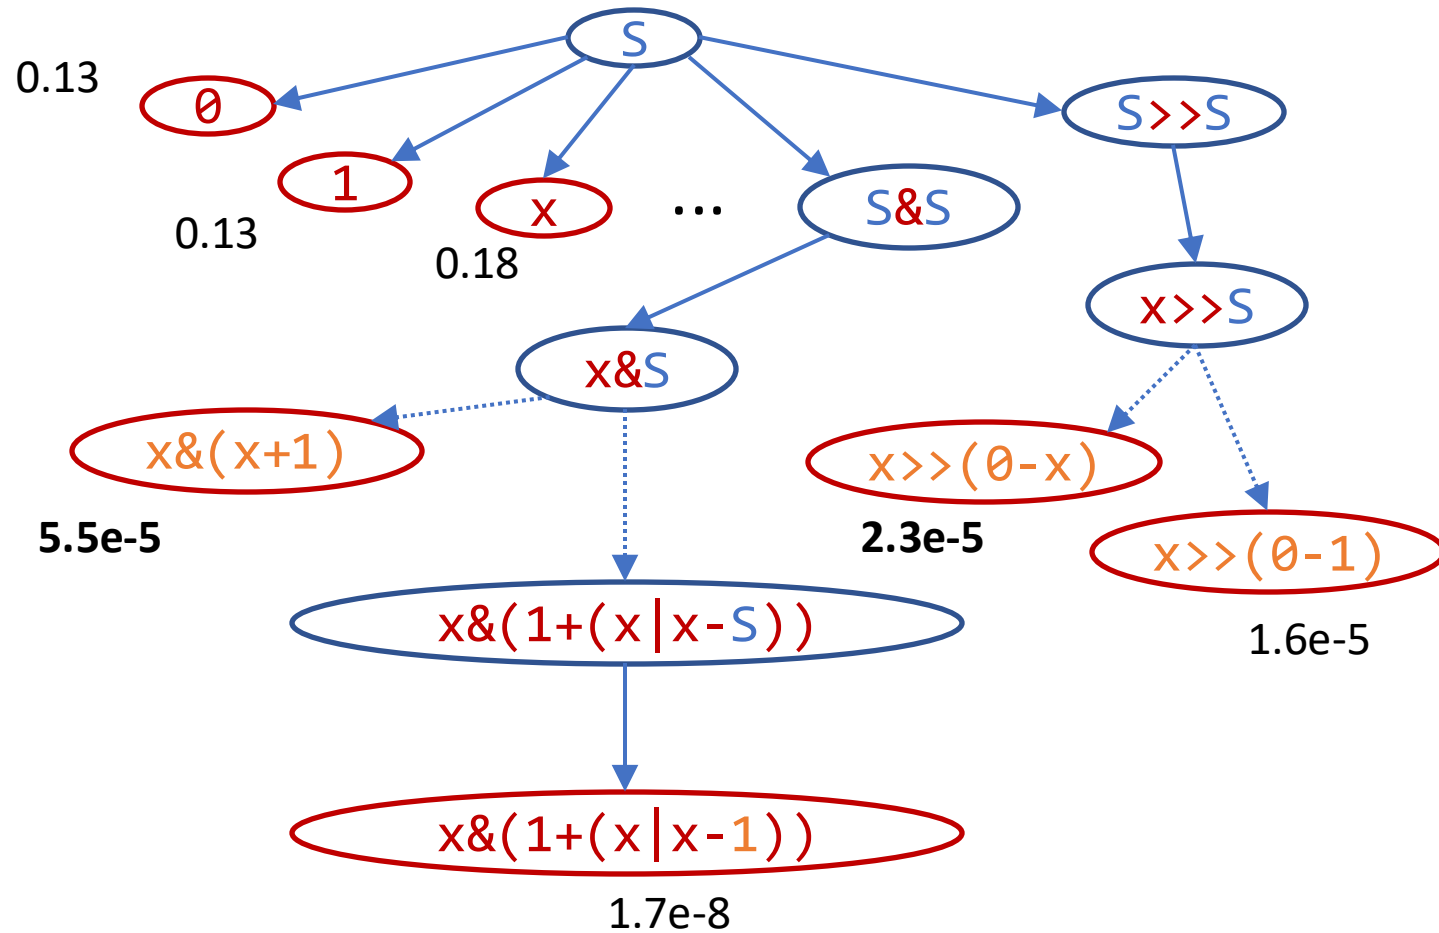 S
0.13
0
S>>S
1
x
...
S&S
0.13
0.18
x>>S
x&S
x&(x+1)
x>>(0-x)
5.5e-5
2.3e-5
x>>(0-1)
x&(1+(x|x-S))
1.6e-5
x&(1+(x|x-1))
1.7e-8